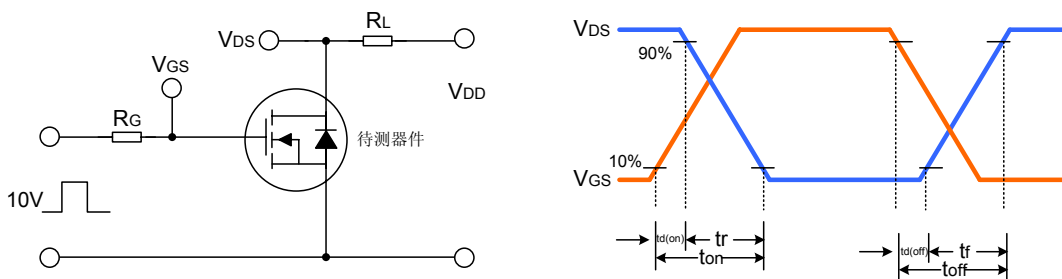 VDS
RL
VGS
VDD
RG
待测器件
10V
VDS
90%
10%
VGS
td(on)
tr
ton
td(off)
tf
toff